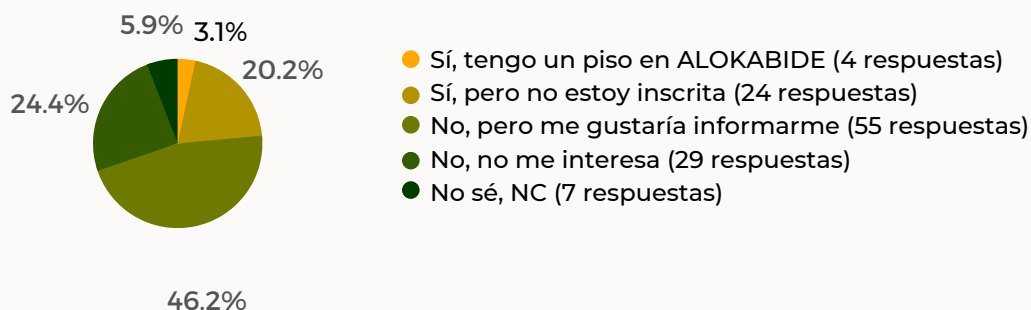 5.9% 3.1%
20.2%
24.4%
46.2%
Sí, tengo un piso en ALOKABIDE (4 respuestas)
Sí, pero no estoy inscrita (24 respuestas)
No, pero me gustaría informarme (55 respuestas)
No, no me interesa (29 respuestas)
No sé, NC (7 respuestas)